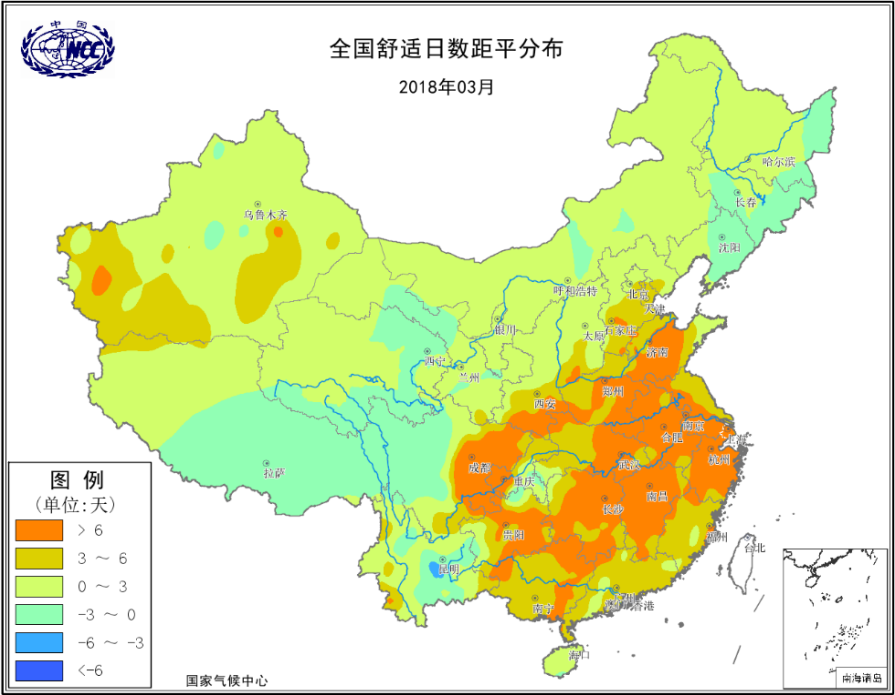 中国
NCC
全国舒适日数距平分布
2018年03月
哈尔滨
长春
乌鲁木齐
沈阳
呼和浩特
北京
天津
银川
太原
石家庄
济南
西宁
兰州
郑州
西安
南京
合肥
上海
拉萨
成都
重庆
武汉
杭州
南昌
长沙
贵阳
福州
台北
昆明
南宁
广州
澳门
香港
海口
图 例
(单位:天)
> 6
3 ~ 6
0 ~ 3
-3 ~ 0
-6 ~ -3
<-6
国家气候中心
南海诸岛